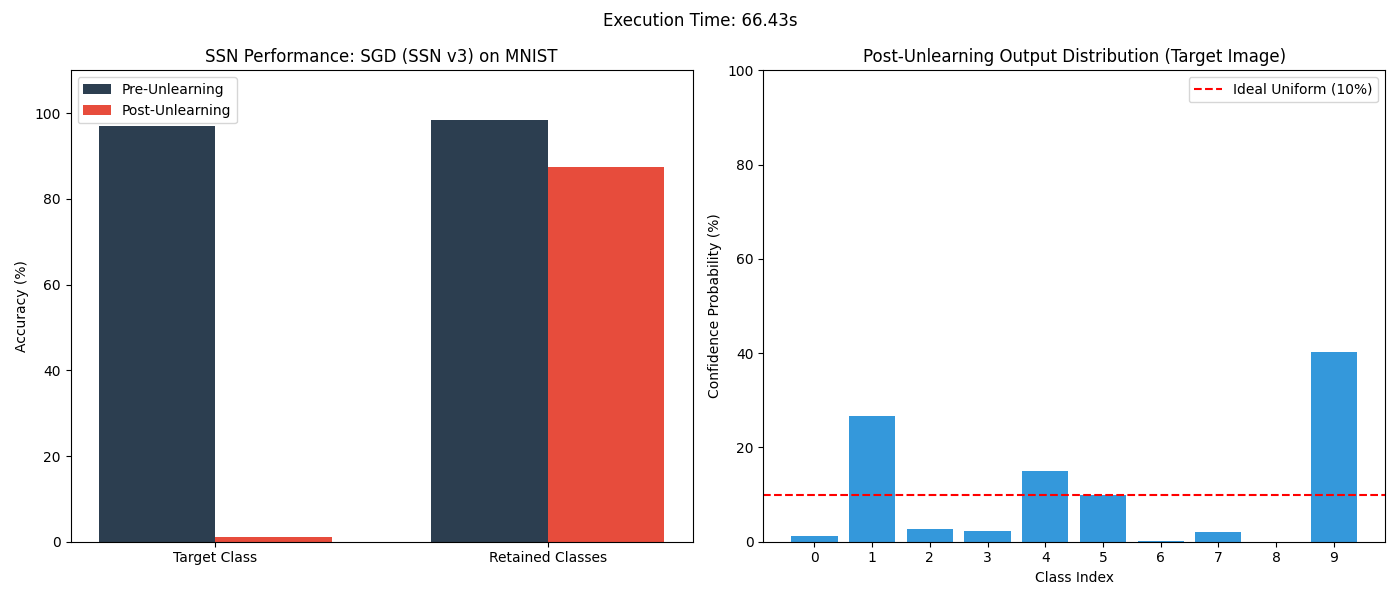 Execution Time: 66.43s
SSN Performance: SGD (SSN v3) on MNIST
Pre-Unlearning
Post-Unlearning
Accuracy (%)
100
80
60
40
20
0
Target Class
Retained Classes
Post-Unlearning Output Distribution (Target Image)
Ideal Uniform (10%)
Confidence Probability (%)
100
80
60
40
20
0
0 1 2 3 4 5 6 7 8 9
Class Index